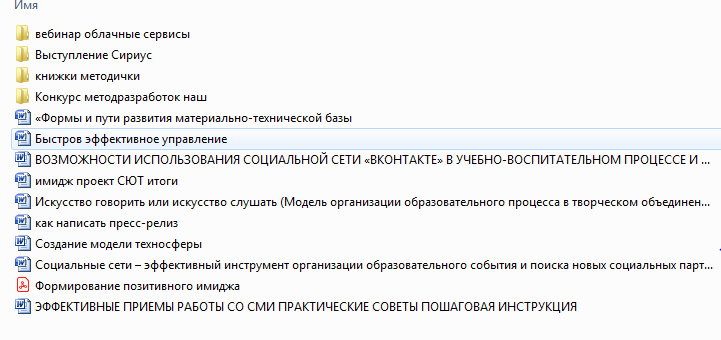 Имя
вебинар облачные сервисы
Выступление Сириус
книжки методички
Конкурс методразработок наш
«Формы и пути развития материально-технической базы
Быстров эффективное управление
ВОЗМОЖНОСТИ ИСПОЛЬЗОВАНИЯ СОЦИАЛЬНОЙ СЕТИ «ВКОНТАКТЕ» В УЧЕБНО-ВОСПИТАТЕЛЬНОМ ПРОЦЕССЕ И ...
имидж проект СЮТ итоги
Искусство говорить или искусство слушать (Модель организации образовательного процесса в творческом объединен...
как написать пресс-релиз
Создание модели техносферы
Социальные сети – эффективный инструмент организации образовательного события и поиска новых социальных парт...
Формирование позитивного имиджа
ЭФФЕКТИВНЫЕ ПРИЕМЫ РАБОТЫ СО СМИ ПРАКТИЧЕСКИЕ СОВЕТЫ ПОШАГОВАЯ ИНСТРУКЦИЯ